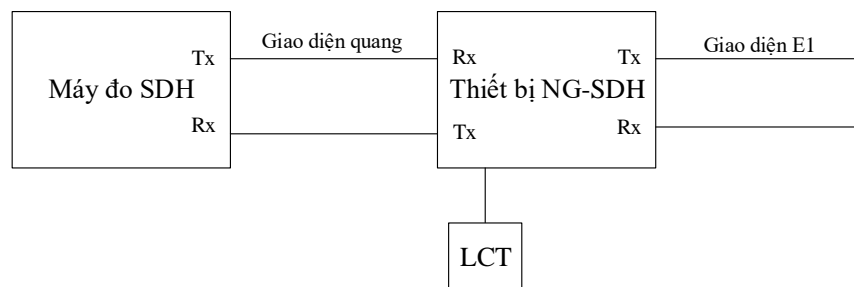 Máy đo SDH
Tx
Rx
Giao diện quang
Rx
Tx
Thiết bị NG-SDH
Tx
Rx
Giao diện E1
LCT